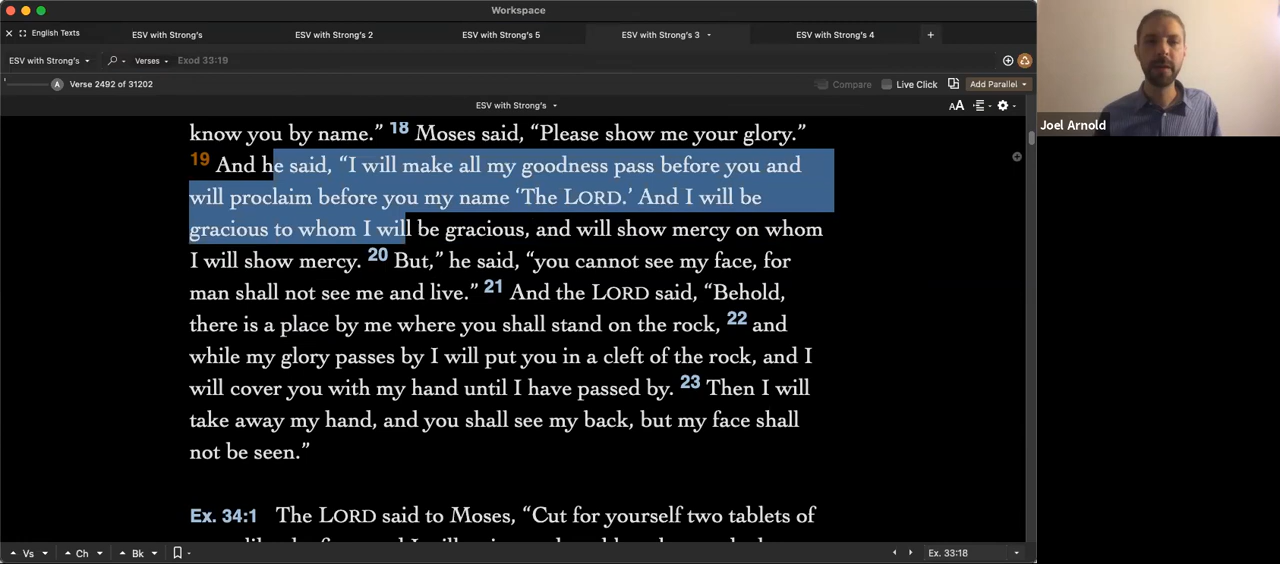 Workspace
English Texts
ESV with Strong's
ESV with Strong's 2
ESV with Strong's 5
ESV with Strong's 3
ESV with Strong's 4
+
ESV with Strong's
Verses
Exod 33:19
A
Verse 2492 of 31202
Compare
Live Click
Add Parallel
ESV with Strong's
AA
know you by name.” 18 Moses said, “Please show me your glory.”
19 And he said, “I will make all my goodness pass before you and
will proclaim before you my name ‘The LORD.’ And I will be
gracious to whom I will be gracious, and will show mercy on whom
I will show mercy. 20 But,” he said, “you cannot see my face, for
man shall not see me and live.” 21 And the LORD said, “Behold,
there is a place by me where you shall stand on the rock, 22 and
while my glory passes by I will put you in a cleft of the rock, and I
will cover you with my hand until I have passed by. 23 Then I will
take away my hand, and you shall see my back, but my face shall
not be seen.”
Ex. 34:1 The LORD said to Moses, “Cut for yourself two tablets of
Vs
Ch
Bk
Ex. 33:18
Joel Arnold